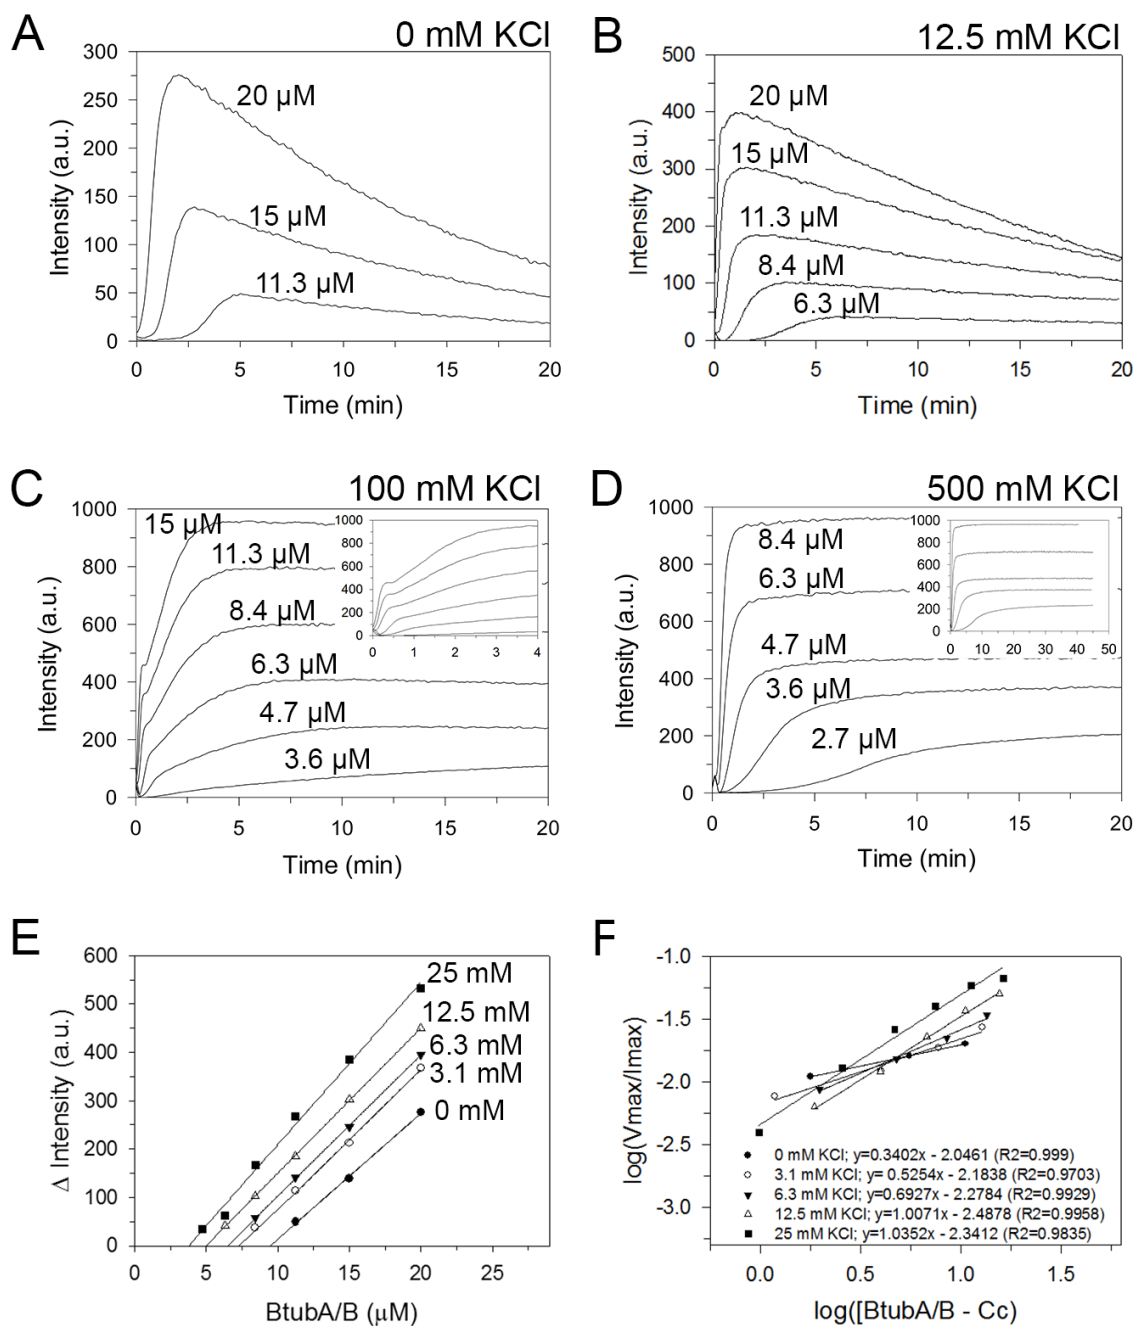 A
0 mM KCl
300
250
200
150
100
50
0
Intensity (a.u.)
20 µM
15 µM
11.3 µM
0
5
10
15
20
Time (min)
B
12.5 mM KCl
500
400
300
200
100
0
Intensity (a.u.)
20 µM
15 µM
11.3 µM
8.4 µM
6.3 µM
0
5
10
15
20
Time (min)
C
100 mM KCl
1000
800
600
400
200
0
Intensity (a.u.)
15 µM
11.3 µM
8.4 µM
6.3 µM
4.7 µM
3.6 µM
1000
800
600
400
200
0
0
1
2
3
4
0
5
10
15
20
Time (min)
D
500 mM KCl
1000
800
600
400
200
0
Intensity (a.u.)
8.4 µM
6.3 µM
4.7 µM
3.6 µM
2.7 µM
1000
800
600
400
200
0
0
10
20
30
40
50
0
5
10
15
20
Time (min)
E
600
500
400
300
200
100
0
Δ Intensity (a.u.)
25 mM
12.5 mM
6.3 mM
3.1 mM
0 mM
0
5
10
15
20
25
BtubA/B (µM)
F
-1.0
-1.5
-2.0
-2.5
-3.0
log(Vmax/Imax)
0 mM KCl; y=0.3402x - 2.0461 (R2=0.999)
3.1 mM KCl; y= 0.5254x - 2.1838 (R2=0.9703)
6.3 mM KCl; y=0.6927x - 2.2784 (R2=0.9929)
12.5 mM KCl; y=1.0071x - 2.4878 (R2=0.9958)
25 mM KCl; y=1.0352x - 2.3412 (R2=0.9835)
0.0
0.5
1.0
1.5
log([BtubA/B - Cc)